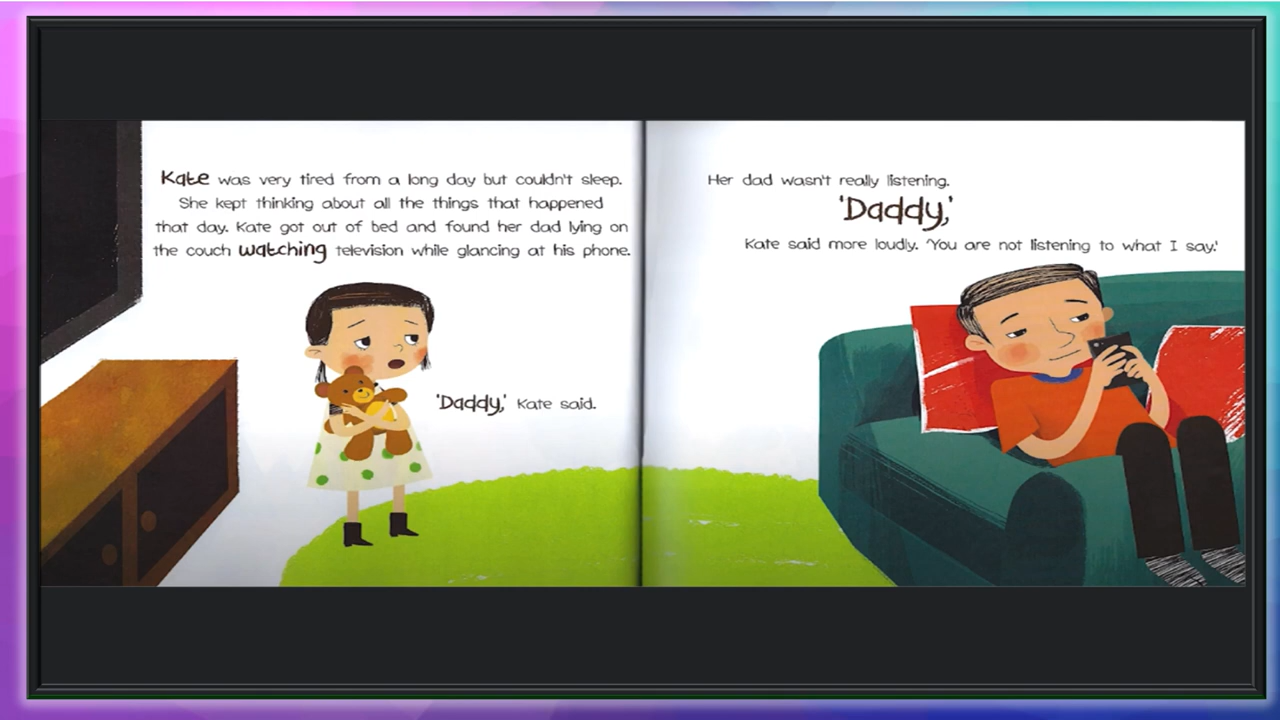 Kate was very tired from a long day but couldn't sleep.
She kept thinking about all the things that happened
that day. Kate got out of bed and found her dad lying on
the couch watching television while glancing at his phone.
'Daddy,' Kate said.
Her dad wasn't really listening.
'Daddy,'
Kate said more loudly. 'You are not listening to what I say.'